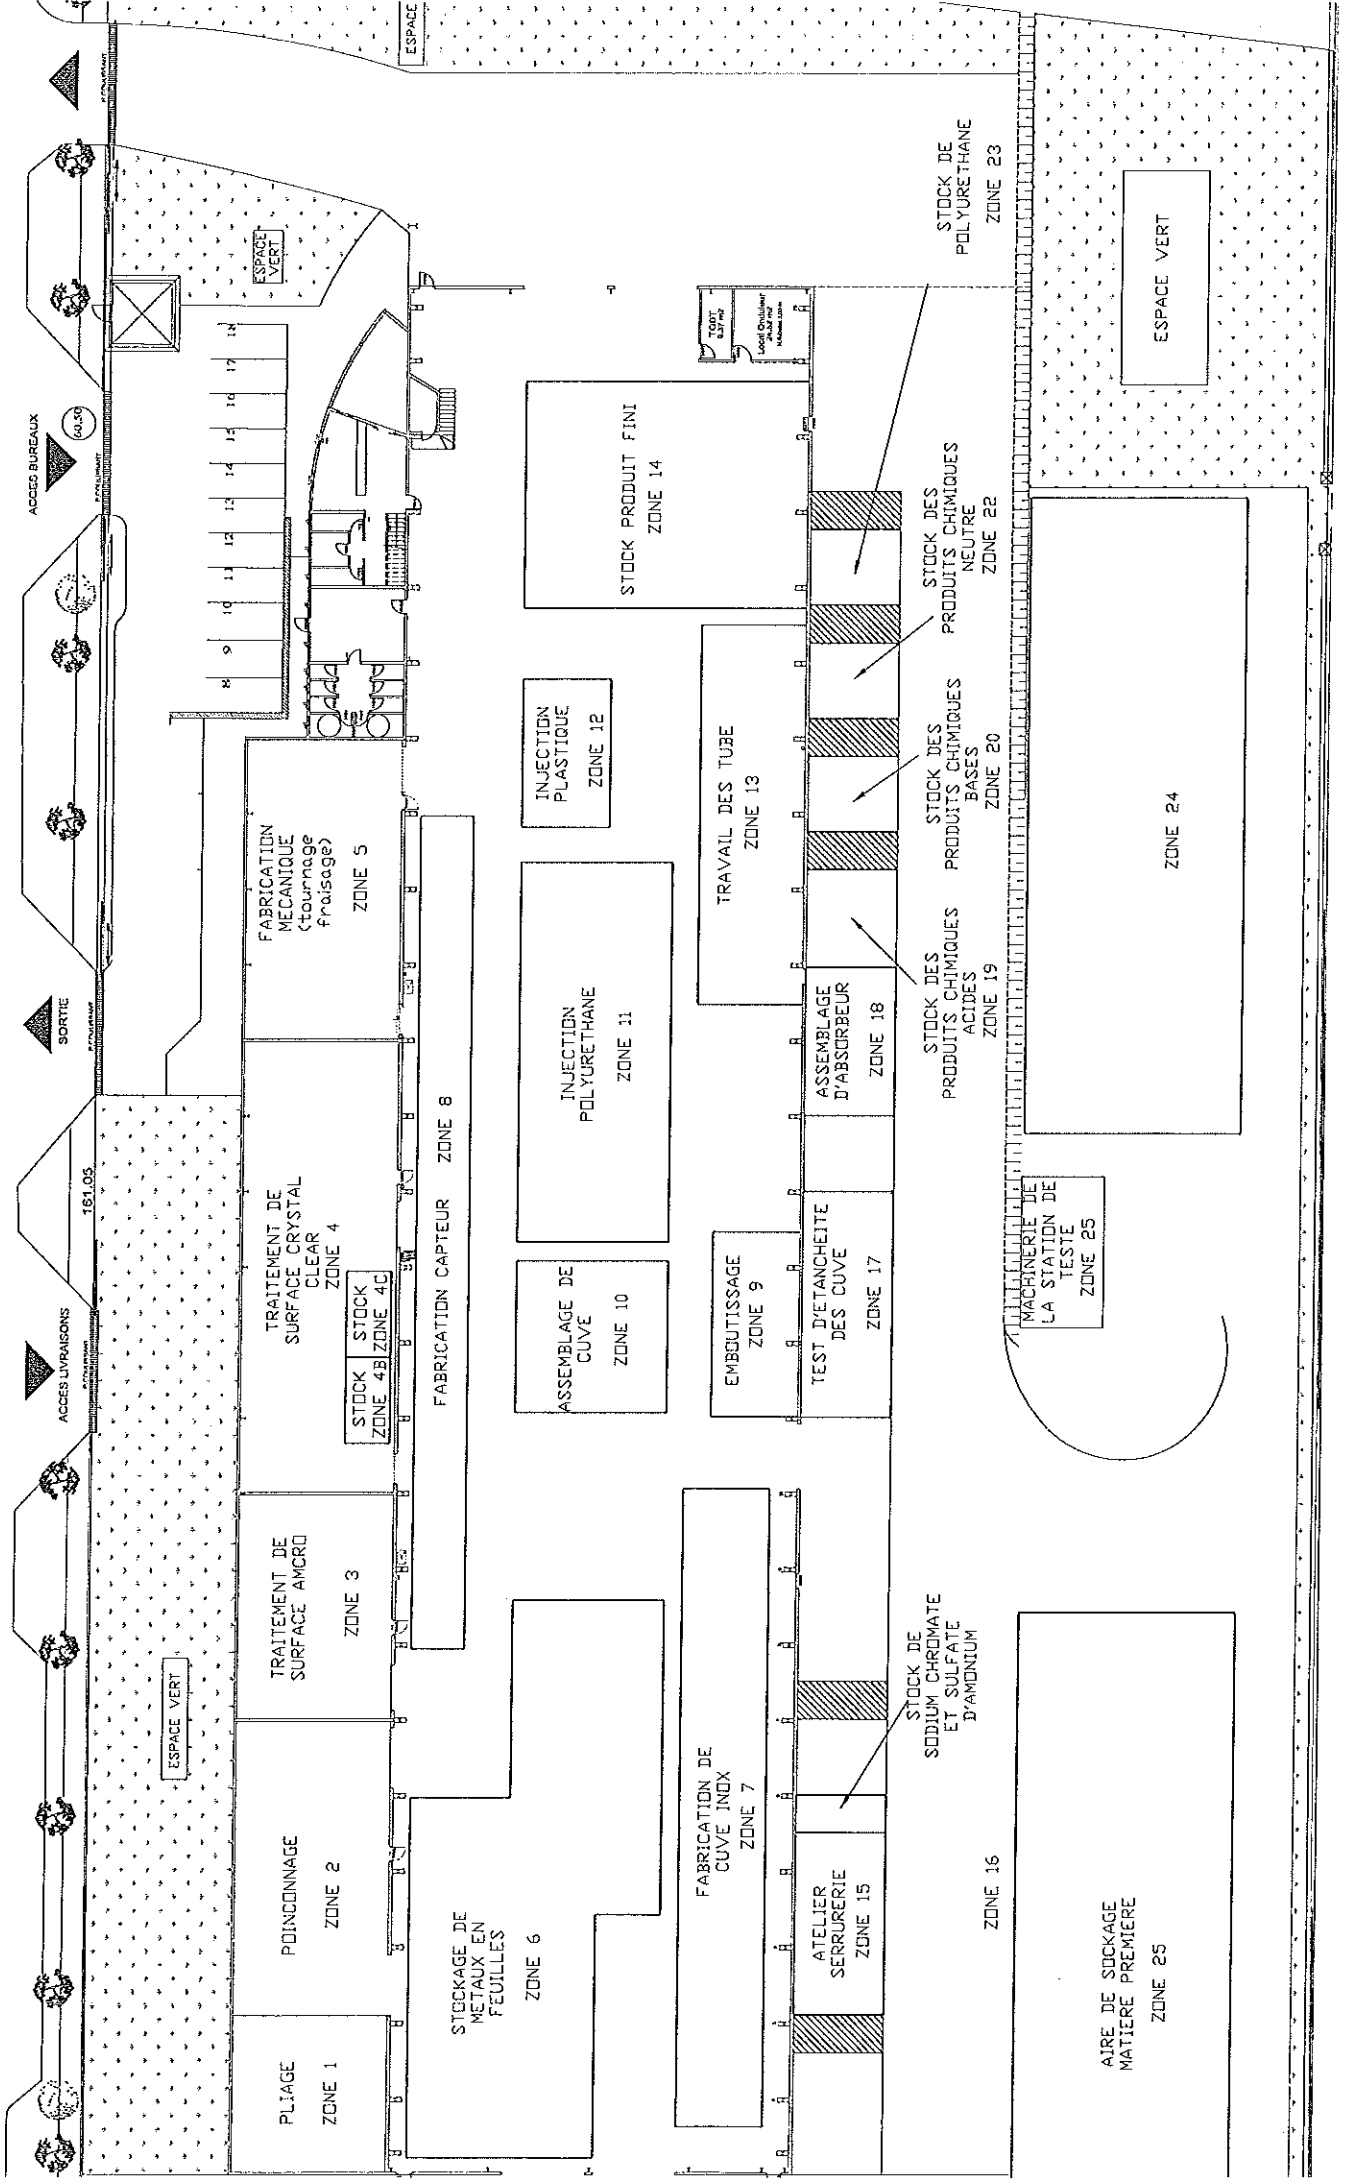 ACCES LIVRAISONS
161.05
SORTIE
ACCES BUREAUX
60.50
ESPACE VERT
ESPACE
VERT
ESPACE
8
9
10
11
12
13
14
15
16
17
18
PLIAGE
ZONE 1
POINCONNAGE
ZONE 2
TRAITEMENT DE
SURFACE AMCRO
ZONE 3
TRAITEMENT DE
SURFACE CRYSTAL
CLEAR
ZONE 4
STOCK
ZONE 4B
STOCK
ZONE 4C
FABRICATION
MECANIQUE
(tournage
fraisage)
ZONE 5
FABRICATION CAPTEUR ZONE 8
STOCKAGE DE
METAUX EN
FEUILLES
ZONE 6
ASSEMBLAGE DE
CUVE
ZONE 10
INJECTION
POLYURETHANE
ZONE 11
INJECTION
PLASTIQUE
ZONE 12
STOCK PRODUIT FINI
ZONE 14
FABRICATION DE
CUVE INOX
ZONE 7
EMBOUTISSAGE
ZONE 9
TRAVAIL DES TUBE
ZONE 13
TGBT
Local Onduleur
ATELIER
SERRURERIE
ZONE 15
TEST D'ETANCHEITE
DES CUVE
ZONE 17
ASSEMBLAGE
D'ABSORBEUR
ZONE 18
STOCK DE
SODIUM CHROMATE
ET SULFATE
D'AMONIUM
STOCK DES
PRODUITS CHIMIQUES
ACIDES
ZONE 19
STOCK DES
PRODUITS CHIMIQUES
BASES
ZONE 20
STOCK DES
PRODUITS CHIMIQUES
NEUTRE
ZONE 22
STOCK DE
POLYURETHANE
ZONE 23
ZONE 16
AIRE DE SOCKAGE
MATIERE PREMIERE
ZONE 25
MACHINERIE DE
LA STATION DE
TESTE
ZONE 25
ZONE 24
ESPACE VERT